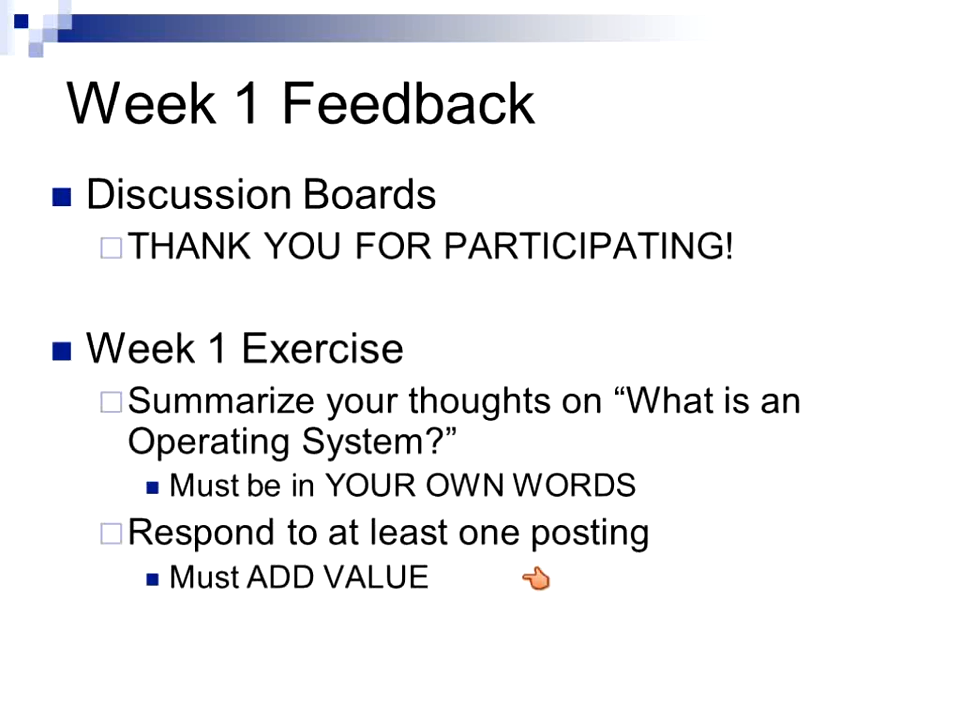 Week 1 Feedback
Discussion Boards
THANK YOU FOR PARTICIPATING!
Week 1 Exercise
Summarize your thoughts on “What is an
Operating System?”
Must be in YOUR OWN WORDS
Respond to at least one posting
Must ADD VALUE